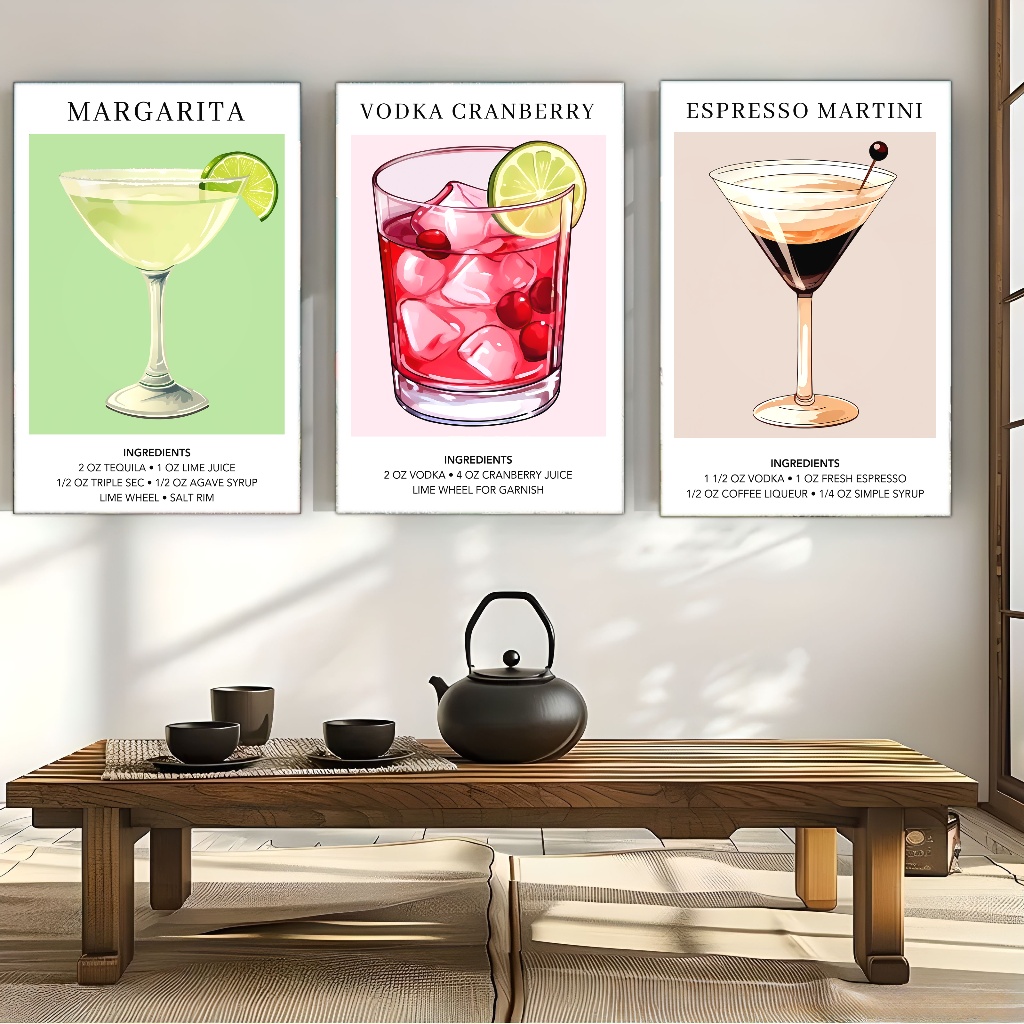 MARGARITA
INGREDIENTS
2 OZ TEQUILA • 1 OZ LIME JUICE
1/2 OZ TRIPLE SEC • 1/2 OZ AGAVE SYRUP
LIME WHEEL • SALT RIM
VODKA CRANBERRY
INGREDIENTS
2 OZ VODKA • 4 OZ CRANBERRY JUICE
LIME WHEEL FOR GARNISH
ESPRESSO MARTINI
INGREDIENTS
1 1/2 OZ VODKA • 1 OZ FRESH ESPRESSO
1/2 OZ COFFEE LIQUEUR • 1/4 OZ SIMPLE SYRUP